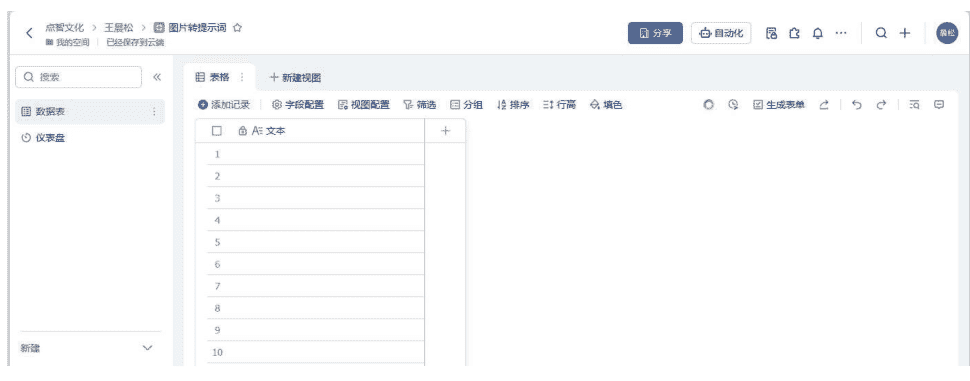 点智文化 > 王晨松 > 图片转提示词
我的空间 | 已经保存到云端
分享 自动化
搜索
表格 新建视图
数据表
添加记录 字段配置 视图配置 筛选 分组 排序 行高 填色 生成表单
文本
仪表盘
1
2
3
4
5
6
7
8
9
10
新建